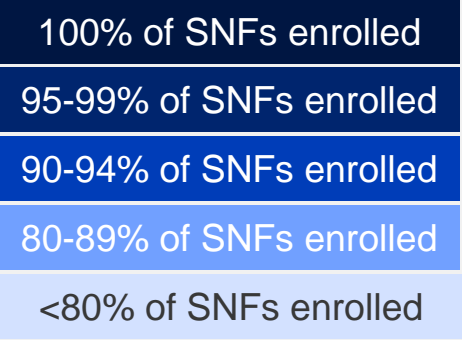 100% of SNFs enrolled
95-99% of SNFs enrolled
90-94% of SNFs enrolled
80-89% of SNFs enrolled
<80% of SNFs enrolled